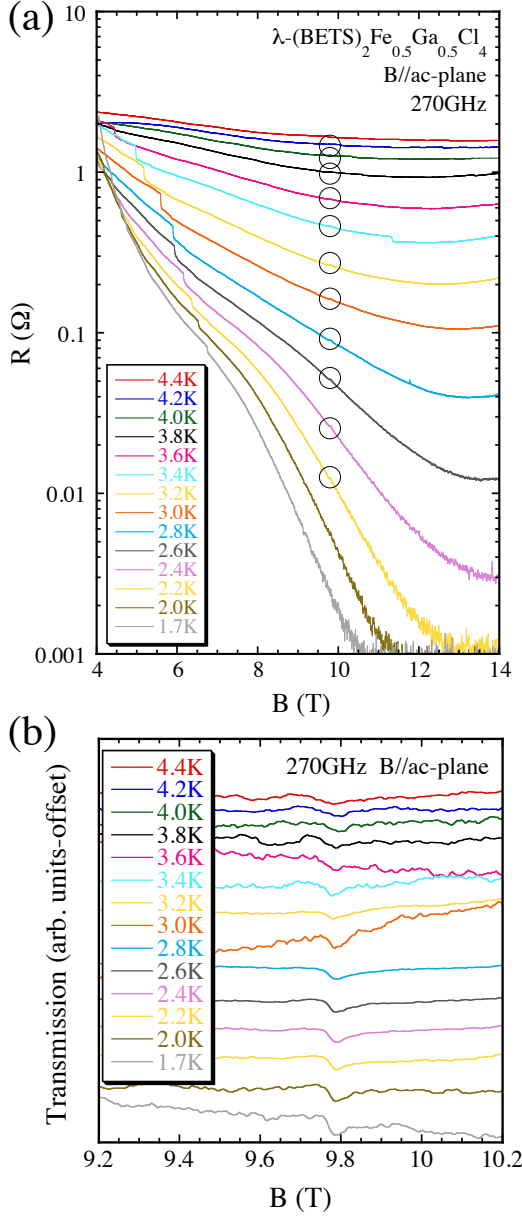 (a)
λ-(BETS)₂Fe₀.₅Ga₀.₅Cl₄
B//ac-plane
270GHz
10
1
0.1
0.01
0.001
R (Ω)
4.4K
4.2K
4.0K
3.8K
3.6K
3.4K
3.2K
3.0K
2.8K
2.6K
2.4K
2.2K
2.0K
1.7K
4 6 8 10 12 14
B (T)
(b)
270GHz B//ac-plane
Transmission (arb. units-offset)
4.4K
4.2K
4.0K
3.8K
3.6K
3.4K
3.2K
3.0K
2.8K
2.6K
2.4K
2.2K
2.0K
1.7K
9.2 9.4 9.6 9.8 10 10.2
B (T)